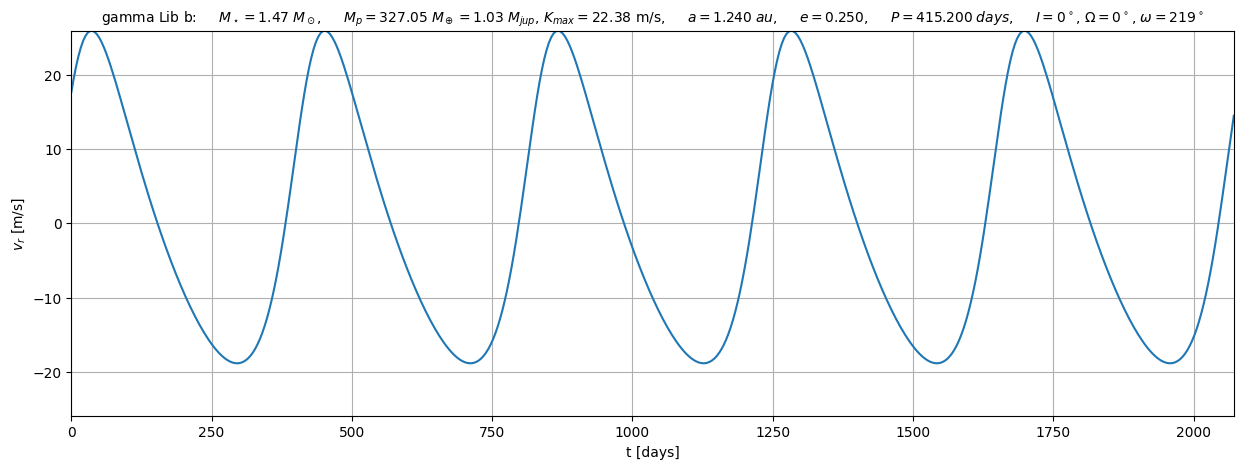 gamma Lib b: M⋆ = 1.47 M⊙, Mp = 327.05 M⊕ = 1.03 Mjup, Kmax = 22.38 m/s, a = 1.240 au, e = 0.250, P = 415.200 days, I = 0°, Ω = 0°, ω = 219°
20
10
0
−10
−20
vr [m/s]
0 250 500 750 1000 1250 1500 1750 2000
t [days]